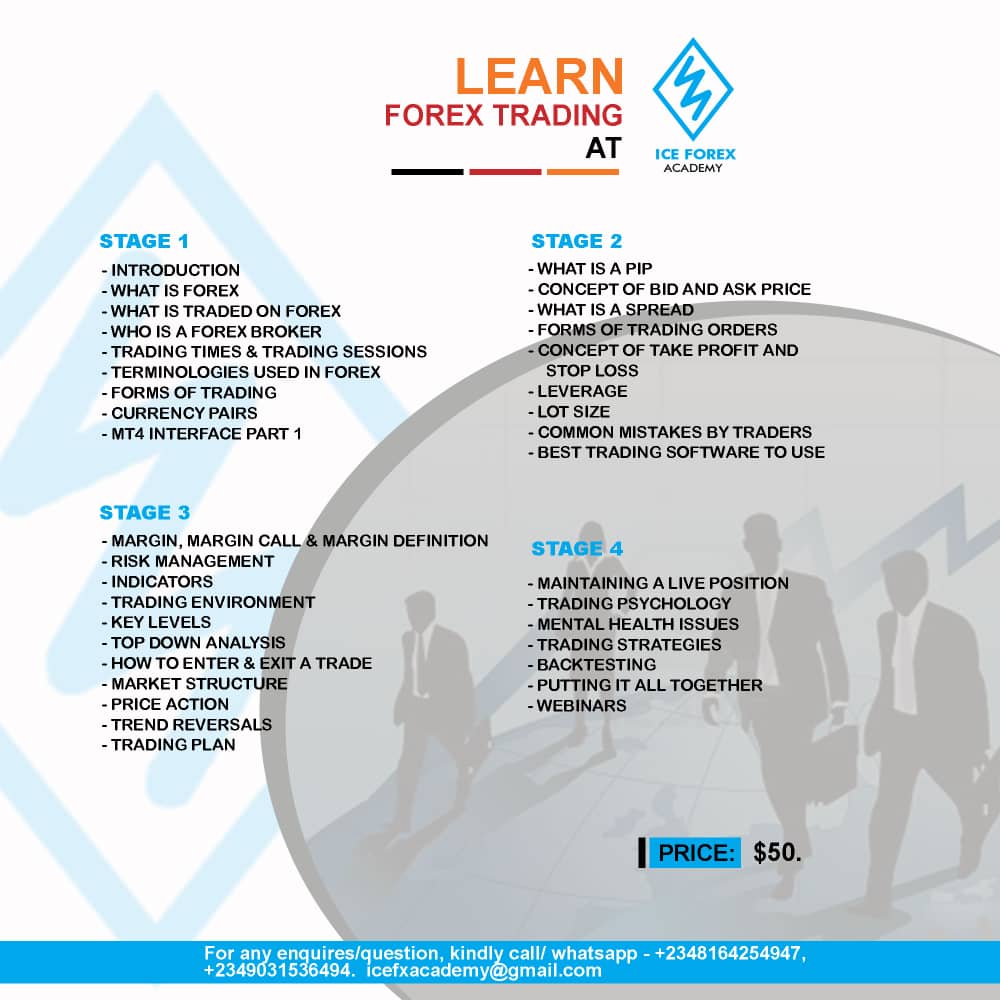 LEARN
FOREX TRADING
AT
ICE FOREX
ACADEMY
STAGE 1
- INTRODUCTION
- WHAT IS FOREX
- WHAT IS TRADED ON FOREX
- WHO IS A FOREX BROKER
- TRADING TIMES & TRADING SESSIONS
- TERMINOLOGIES USED IN FOREX
- FORMS OF TRADING
- CURRENCY PAIRS
- MT4 INTERFACE PART 1
STAGE 2
- WHAT IS A PIP
- CONCEPT OF BID AND ASK PRICE
- WHAT IS A SPREAD
- FORMS OF TRADING ORDERS
- CONCEPT OF TAKE PROFIT AND
STOP LOSS
- LEVERAGE
- LOT SIZE
- COMMON MISTAKES BY TRADERS
- BEST TRADING SOFTWARE TO USE
STAGE 3
- MARGIN, MARGIN CALL & MARGIN DEFINITION
- RISK MANAGEMENT
- INDICATORS
- TRADING ENVIRONMENT
- KEY LEVELS
- TOP DOWN ANALYSIS
- HOW TO ENTER & EXIT A TRADE
- MARKET STRUCTURE
- PRICE ACTION
- TREND REVERSALS
- TRADING PLAN
STAGE 4
- MAINTAINING A LIVE POSITION
- TRADING PSYCHOLOGY
- MENTAL HEALTH ISSUES
- TRADING STRATEGIES
- BACKTESTING
- PUTTING IT ALL TOGETHER
- WEBINARS
PRICE: $50.
For any enquires/question, kindly call/ whatsapp - +2348164254947,
+2349031536494. icefxacademy@gmail.com